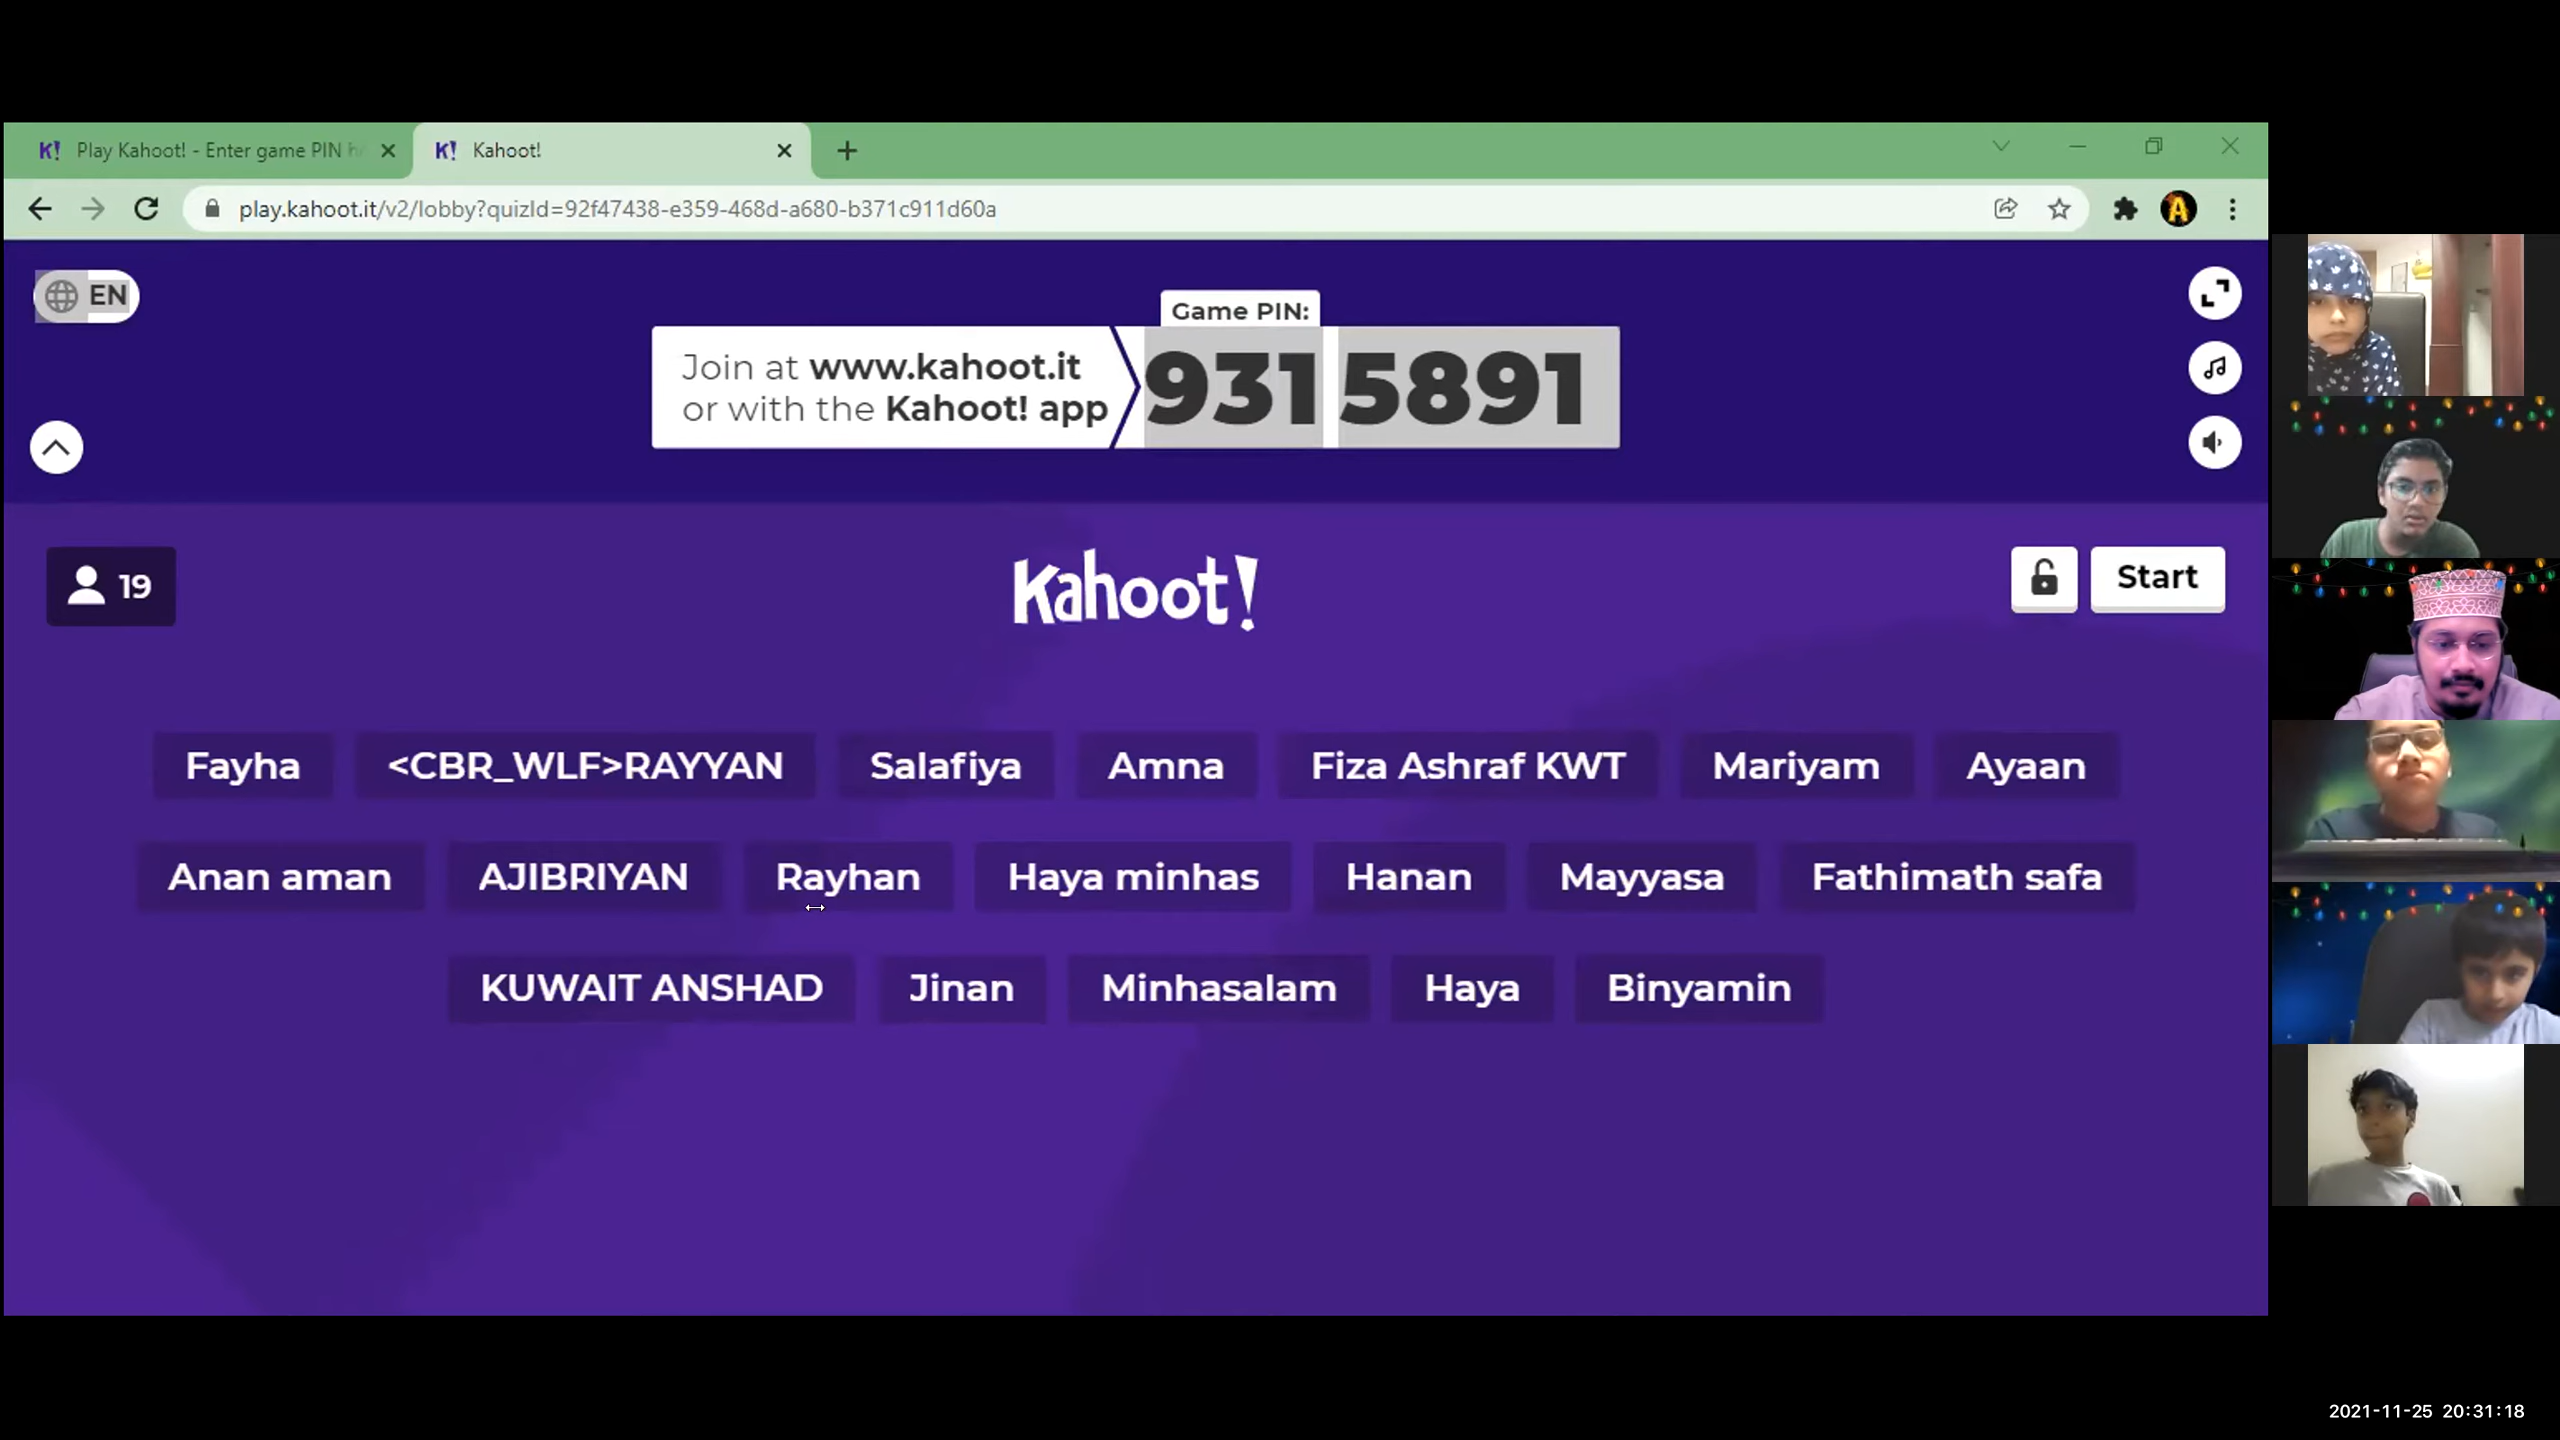 Play Kahoot! - Enter game PIN
Kahoot!
play.kahoot.it/v2/lobby?quizId=92f47438-e359-468d-a680-b371c911d60a
EN
Game PIN:
Join at www.kahoot.it
or with the Kahoot! app
931 5891
19
Kahoot!
Start
Fayha <CBR_WLF>RAYYAN Salafiya Amna Fiza Ashraf KWT Mariyam Ayaan
Anan aman AJIBRIYAN Rayhan Haya minhas Hanan Mayyasa Fathimath safa
KUWAIT ANSHAD Jinan Minhasalam Haya Binyamin
2021-11-25 20:31:18